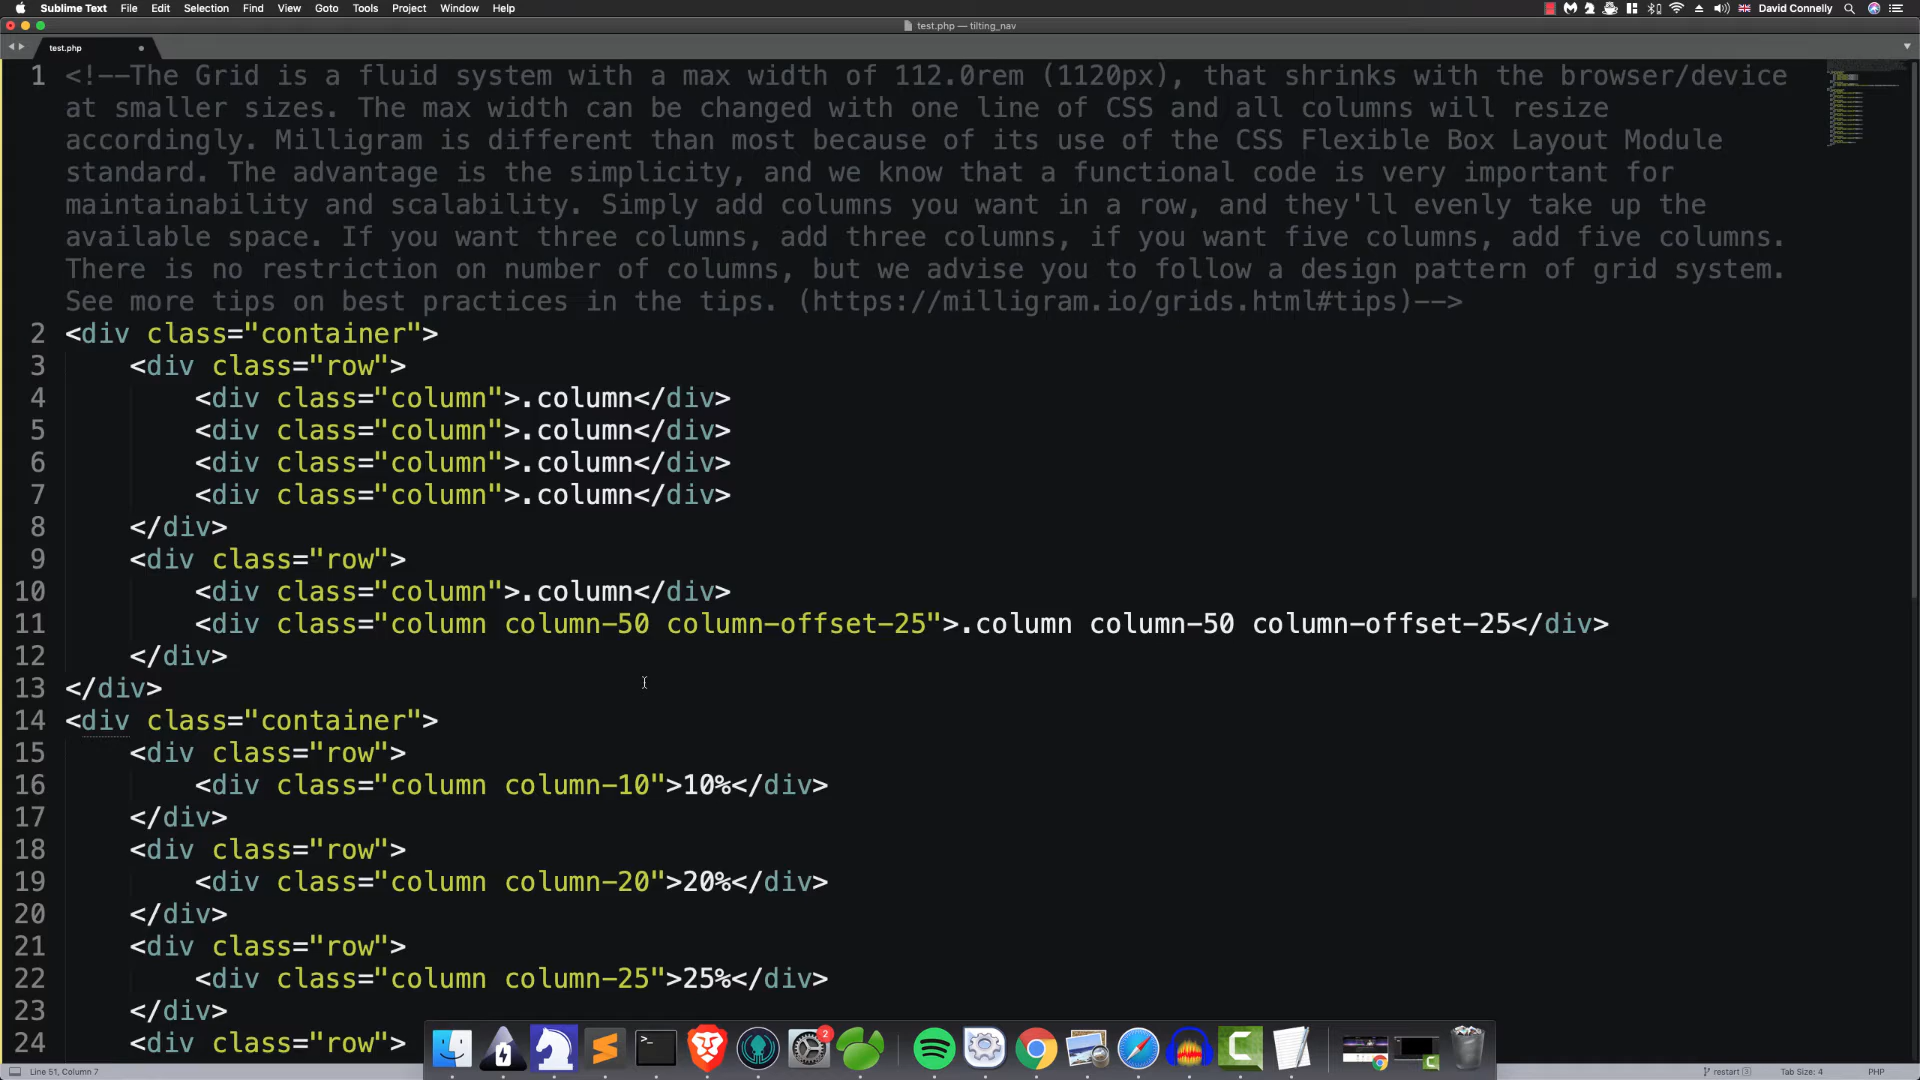 Sublime Text File Edit Selection Find View Goto Tools Project Window Help David Connelly
test.php — tilting_nav
test.php
1 <!--The Grid is a fluid system with a max width of 112.0rem (1120px), that shrinks with the browser/device
at smaller sizes. The max width can be changed with one line of CSS and all columns will resize
accordingly. Milligram is different than most because of its use of the CSS Flexible Box Layout Module
standard. The advantage is the simplicity, and we know that a functional code is very important for
maintainability and scalability. Simply add columns you want in a row, and they'll evenly take up the
available space. If you want three columns, add three columns, if you want five columns, add five columns.
There is no restriction on number of columns, but we advise you to follow a design pattern of grid system.
See more tips on best practices in the tips. (https://milligram.io/grids.html#tips)-->
2 <div class="container">
3 <div class="row">
4 <div class="column">.column</div>
5 <div class="column">.column</div>
6 <div class="column">.column</div>
7 <div class="column">.column</div>
8 </div>
9 <div class="row">
10 <div class="column">.column</div>
11 <div class="column column-50 column-offset-25">.column column-50 column-offset-25</div>
12 </div>
13 </div>
14 <div class="container">
15 <div class="row">
16 <div class="column column-10">10%</div>
17 </div>
18 <div class="row">
19 <div class="column column-20">20%</div>
20 </div>
21 <div class="row">
22 <div class="column column-25">25%</div>
23 </div>
24 <div class="row">
2
Line 51, Column 7 restart 3 Tab Size: 4 PHP